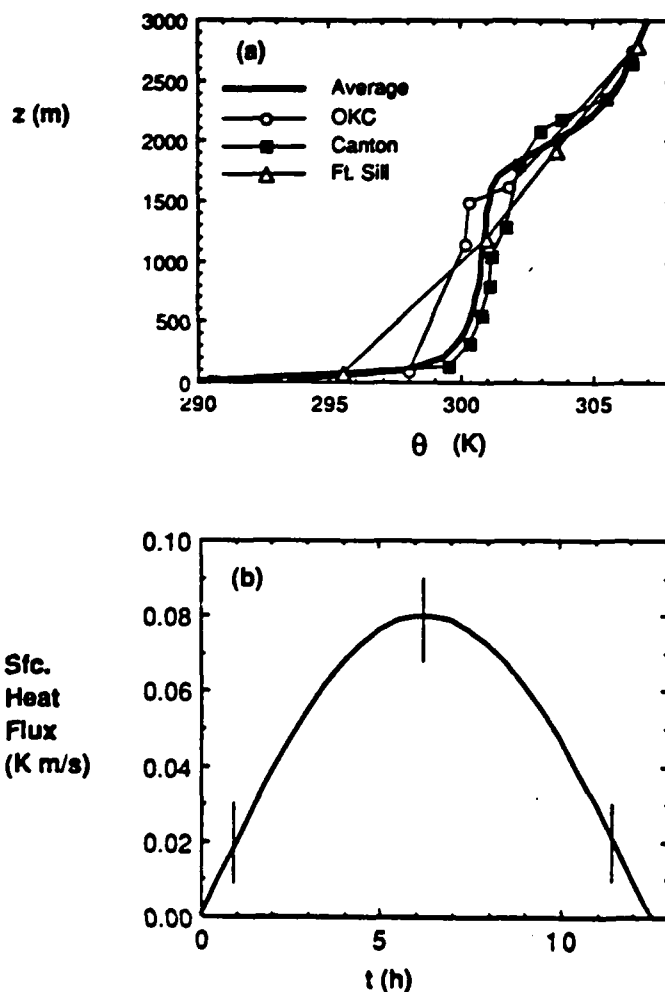 3000
(a)
2500
z (m)
Average
OKC
2000
Canton
Ft. Sill
1500
1000
500
0
290
295
300
305
θ (K)
0.10
(b)
0.08
Sfc.
Heat
Flux
(K m/s)
0.06
0.04
0.02
0.00
0
5
10
t (h)